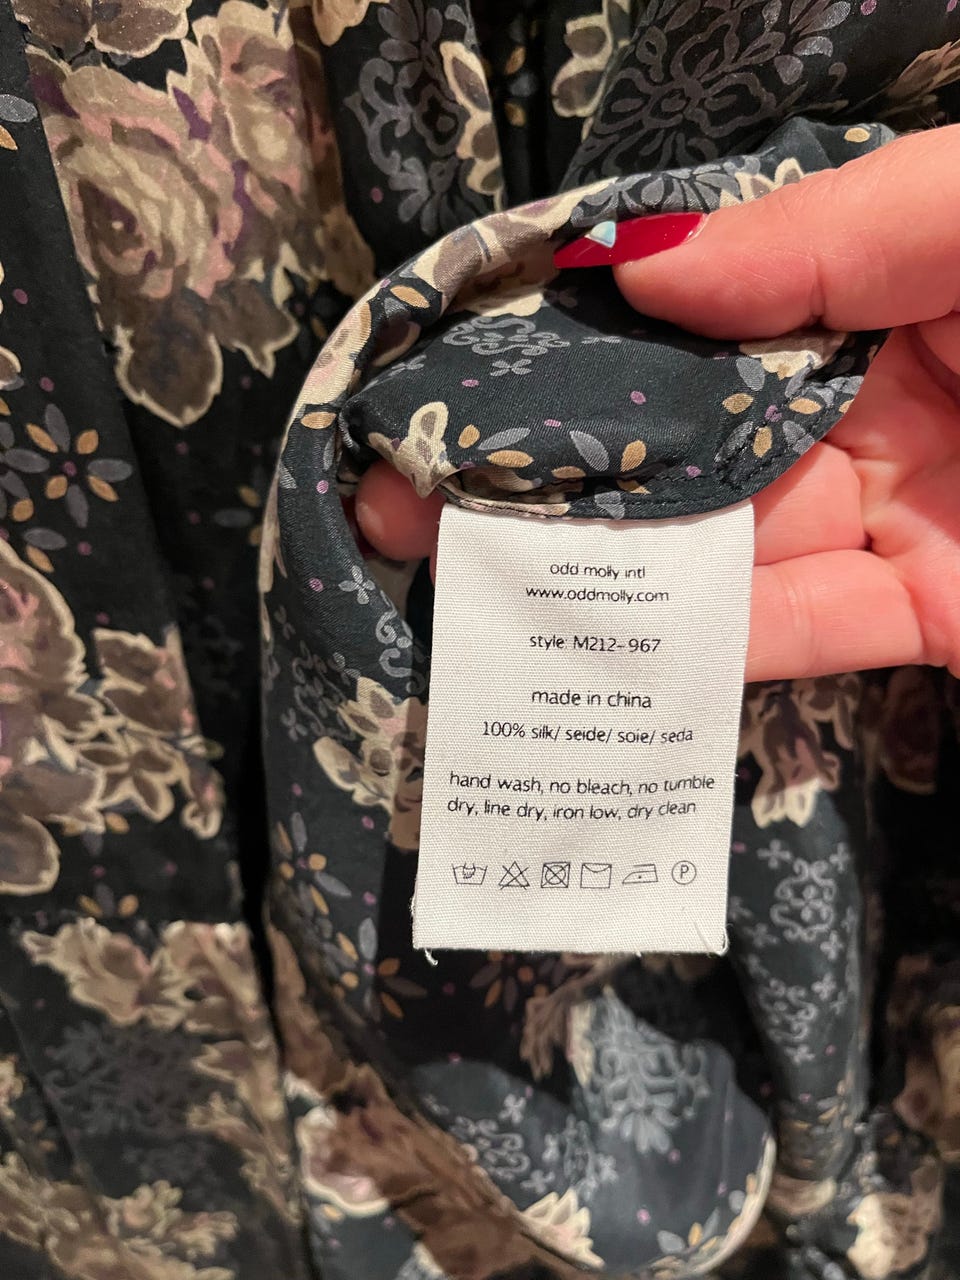 odd molly intl
www.oddmolly.com
style M212-967
made in china
100% silk/ seide/ soie/ seda
hand wash, no bleach, no tumble
dry, line dry, iron low, dry clean
P